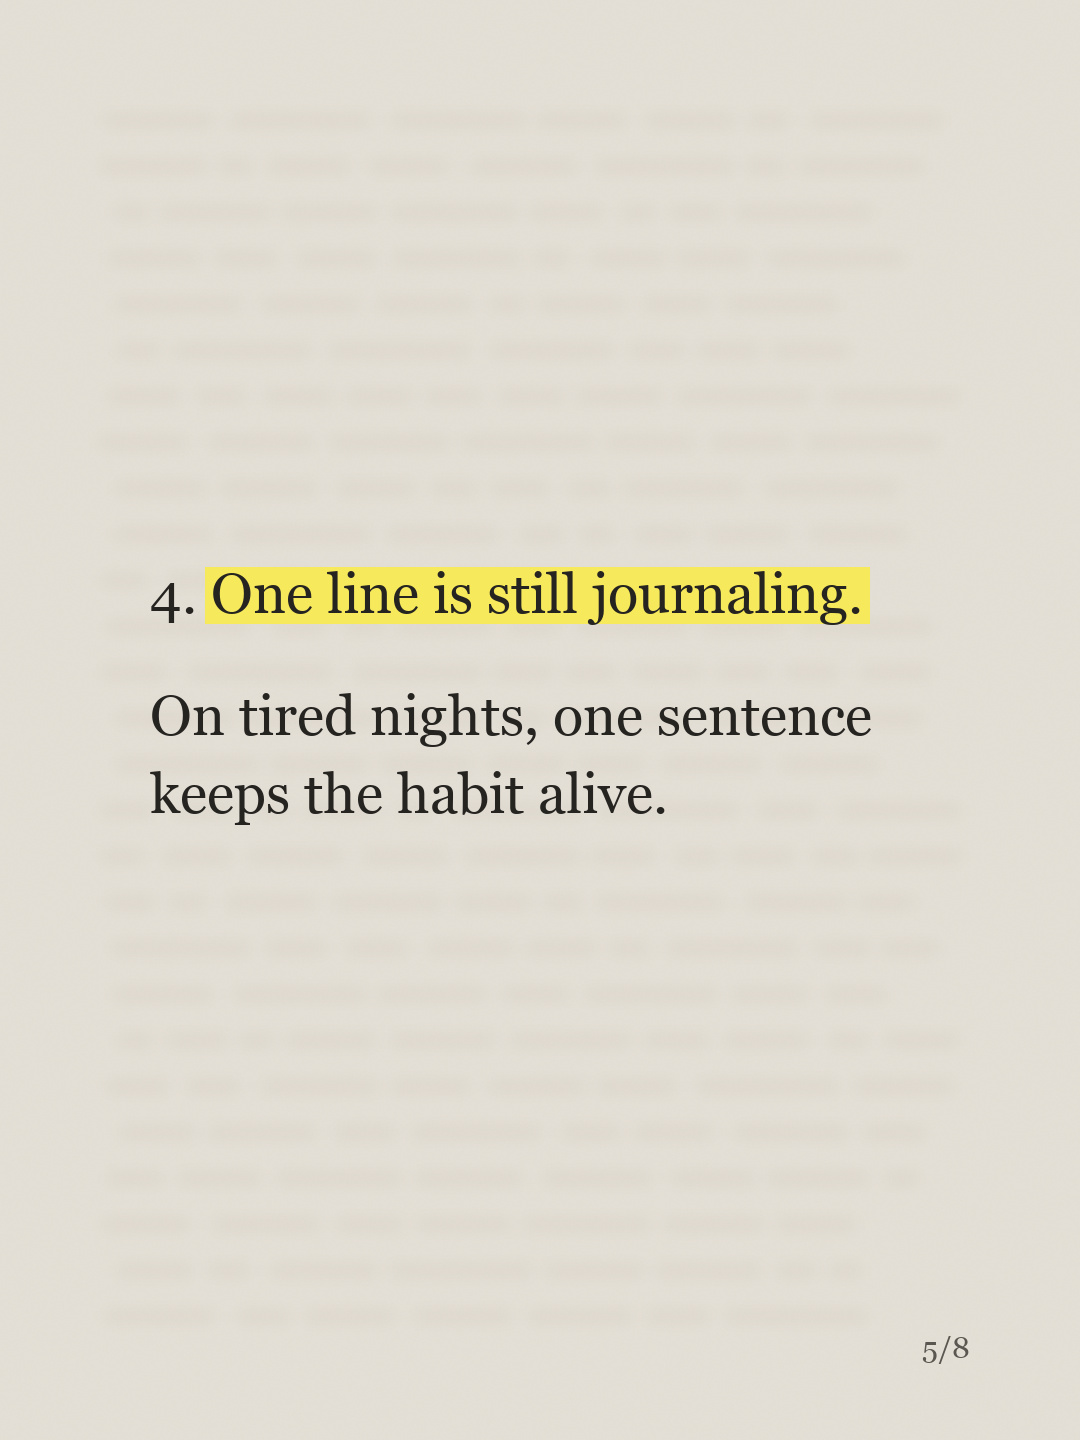 4. One line is still journaling.
On tired nights, one sentence
keeps the habit alive.
5/8